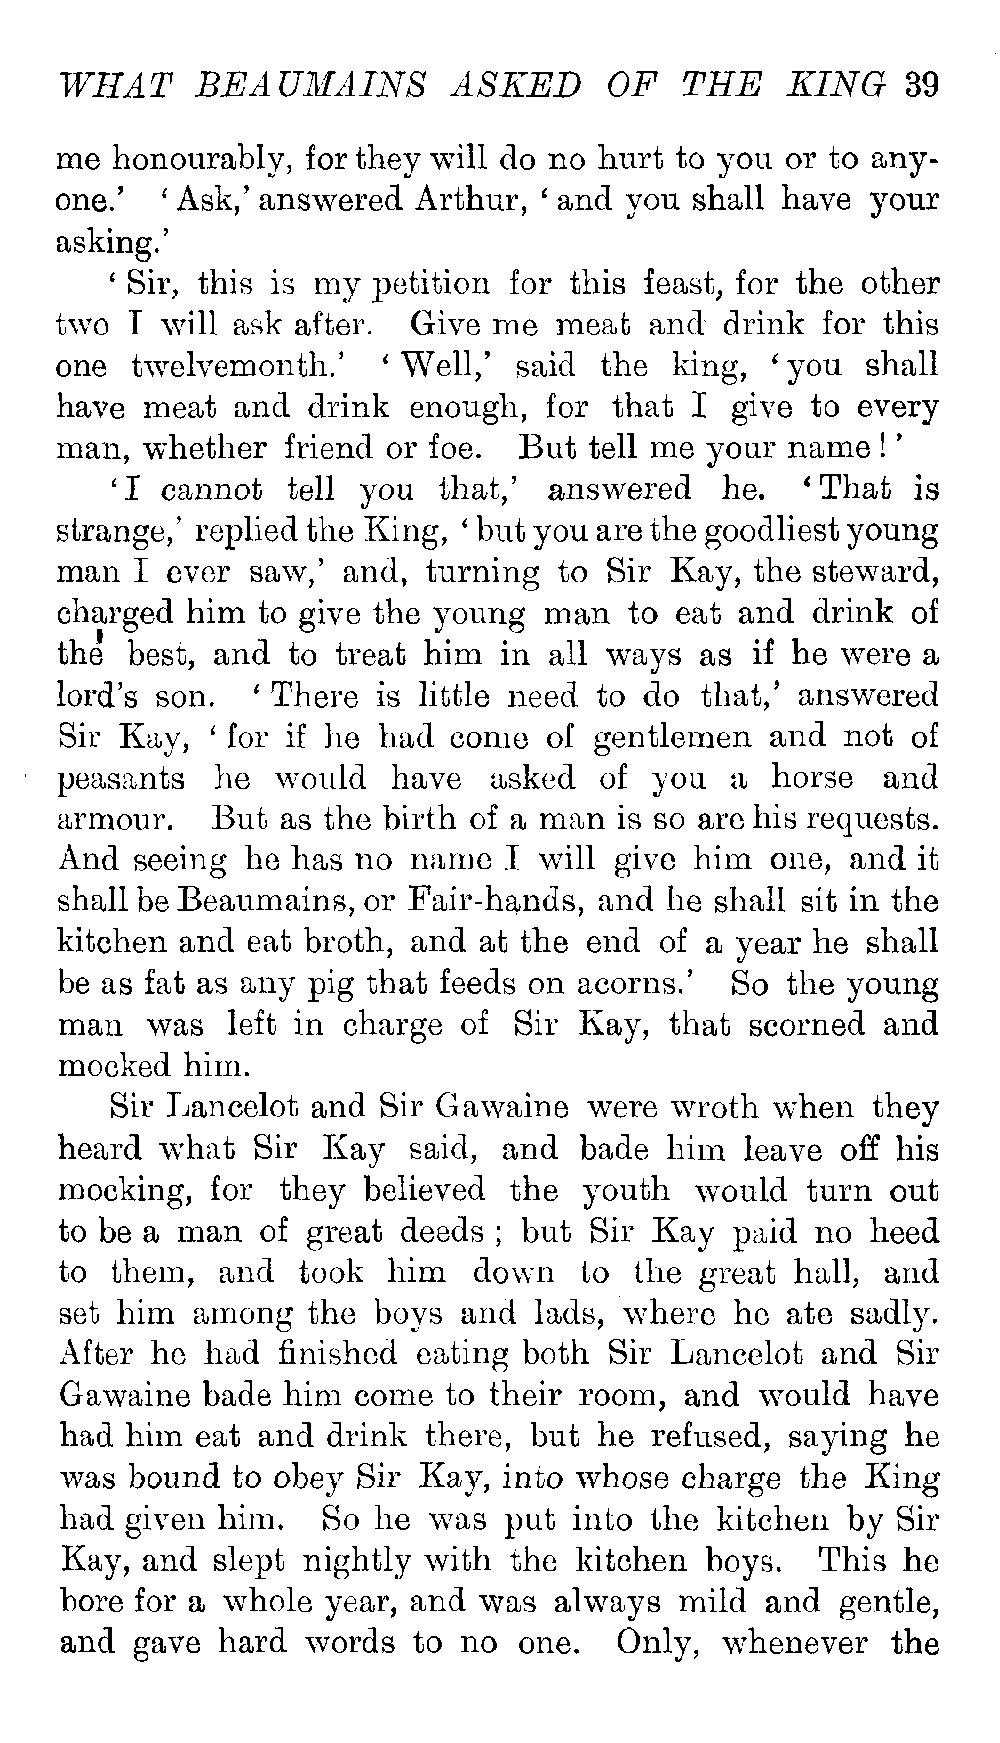 WHAT BEAUMAINS ASKED OF THE KING 39
me honourably, for they will do no hurt to you or to any-
one.’ ‘ Ask,’ answered Arthur, ‘ and you shall have your
asking.’
‘ Sir, this is my petition for this feast, for the other
two I will ask after. Give me meat and drink for this
one twelvemonth.’ ‘ Well,’ said the king, ‘ you shall
have meat and drink enough, for that I give to every
man, whether friend or foe. But tell me your name ! ’
‘ I cannot tell you that,’ answered he. ‘ That is
strange,’ replied the King, ‘ but you are the goodliest young
man I ever saw,’ and, turning to Sir Kay, the steward,
charged him to give the young man to eat and drink of
the best, and to treat him in all ways as if he were a
lord’s son. ‘ There is little need to do that,’ answered
Sir Kay, ‘ for if he had come of gentlemen and not of
peasants he would have asked of you a horse and
armour. But as the birth of a man is so are his requests.
And seeing he has no name I will give him one, and it
shall be Beaumains, or Fair-hands, and he shall sit in the
kitchen and eat broth, and at the end of a year he shall
be as fat as any pig that feeds on acorns.’ So the young
man was left in charge of Sir Kay, that scorned and
mocked him.
Sir Lancelot and Sir Gawaine were wroth when they
heard what Sir Kay said, and bade him leave off his
mocking, for they believed the youth would turn out
to be a man of great deeds ; but Sir Kay paid no heed
to them, and took him down to the great hall, and
set him among the boys and lads, where he ate sadly.
After he had finished eating both Sir Lancelot and Sir
Gawaine bade him come to their room, and would have
had him eat and drink there, but he refused, saying he
was bound to obey Sir Kay, into whose charge the King
had given him. So he was put into the kitchen by Sir
Kay, and slept nightly with the kitchen boys. This he
bore for a whole year, and was always mild and gentle,
and gave hard words to no one. Only, whenever the